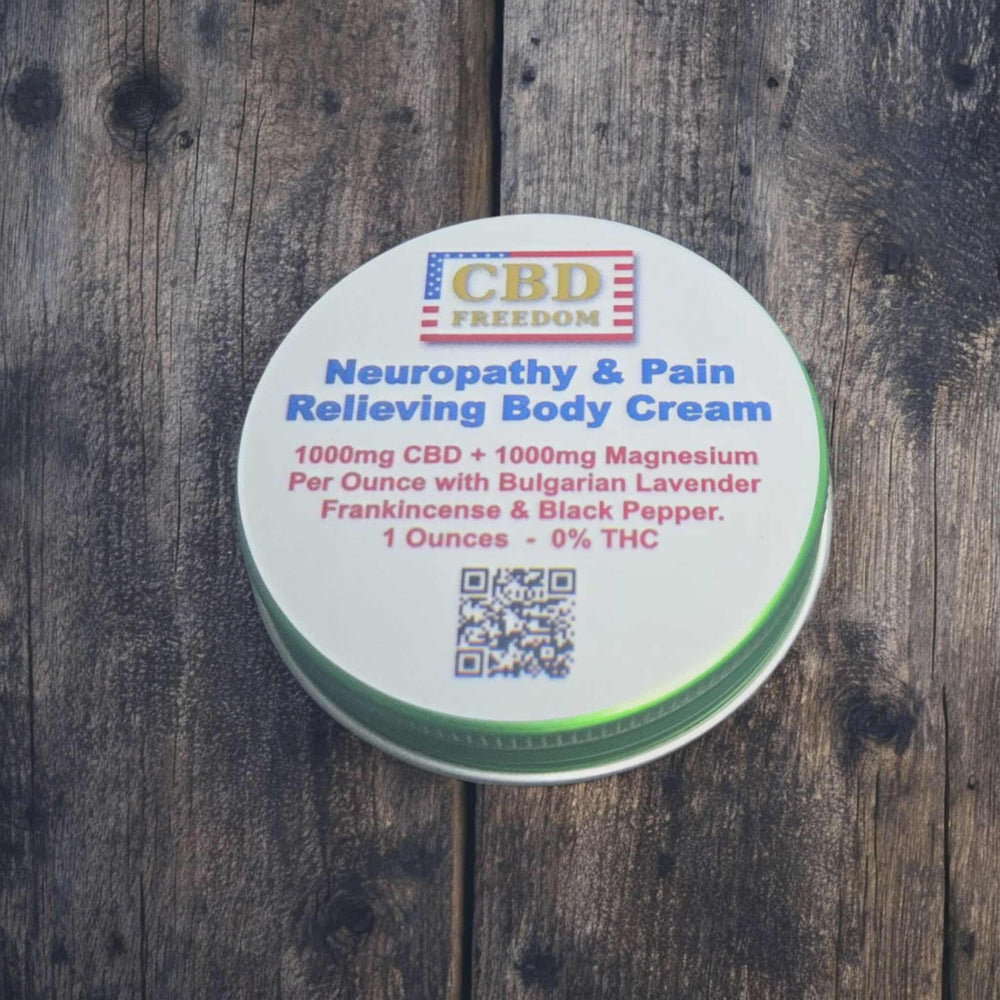 CBD
FREEDOM
Neuropathy & Pain
Relieving Body Cream
1000mg CBD + 1000mg Magnesium
Per Ounce with Bulgarian Lavender
Frankincense & Black Pepper.
1 Ounces - 0% THC